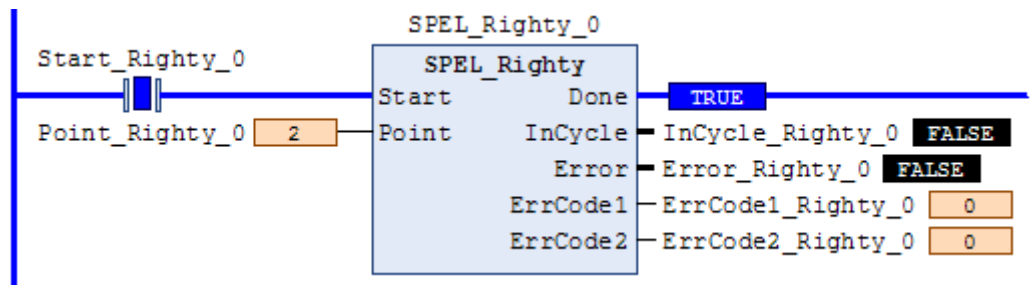 SPEL_Righty_0
Start_Righty_0
SPEL_Righty
Start Done TRUE
Point_Righty_0 2 Point InCycle InCycle_Righty_0 FALSE
Error Error_Righty_0 FALSE
ErrCode1 ErrCode1_Righty_0 0
ErrCode2 ErrCode2_Righty_0 0